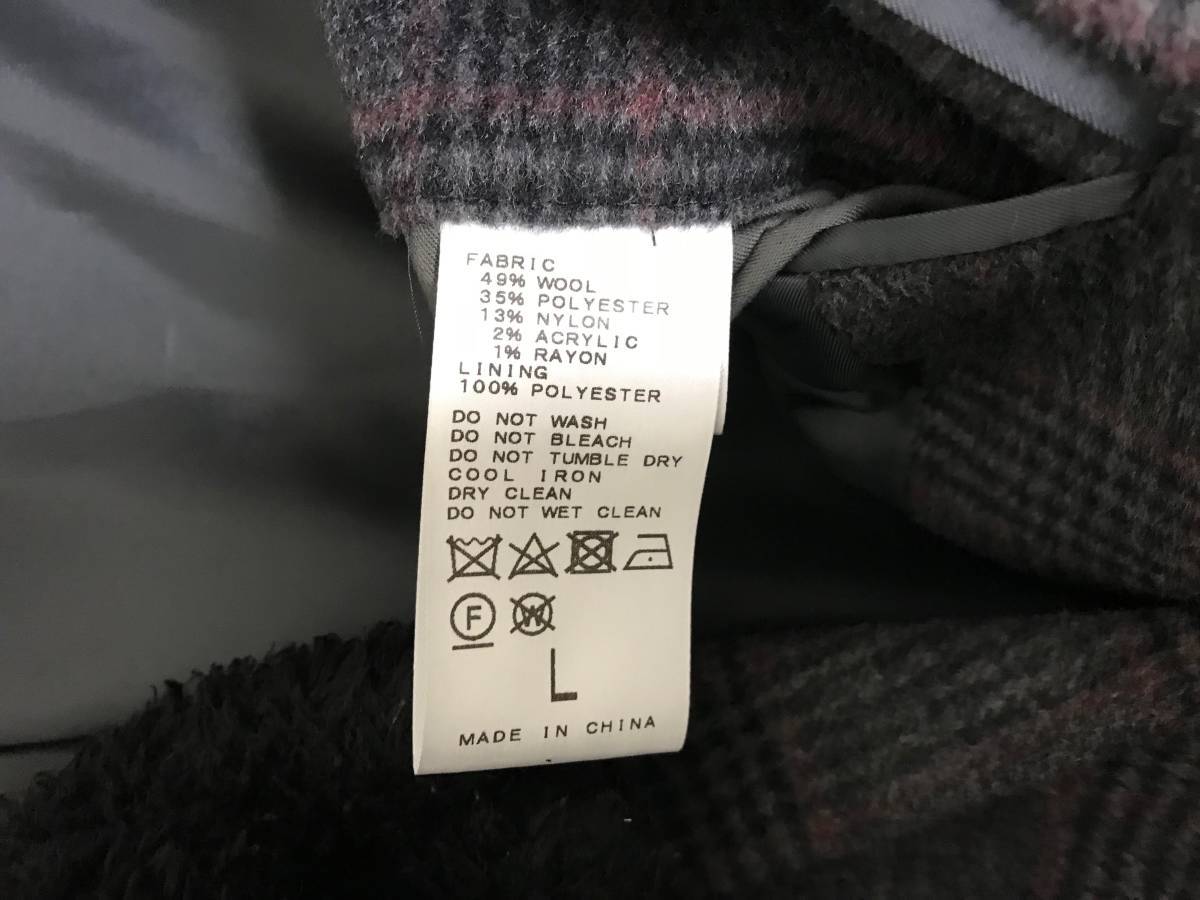 FABRIC
49% WOOL
35% POLYESTER
13% NYLON
2% ACRYLIC
1% RAYON
LINING
100% POLYESTER
DO NOT WASH
DO NOT BLEACH
DO NOT TUMBLE DRY
COOL IRON
DRY CLEAN
DO NOT WET CLEAN
F W
L
MADE IN CHINA